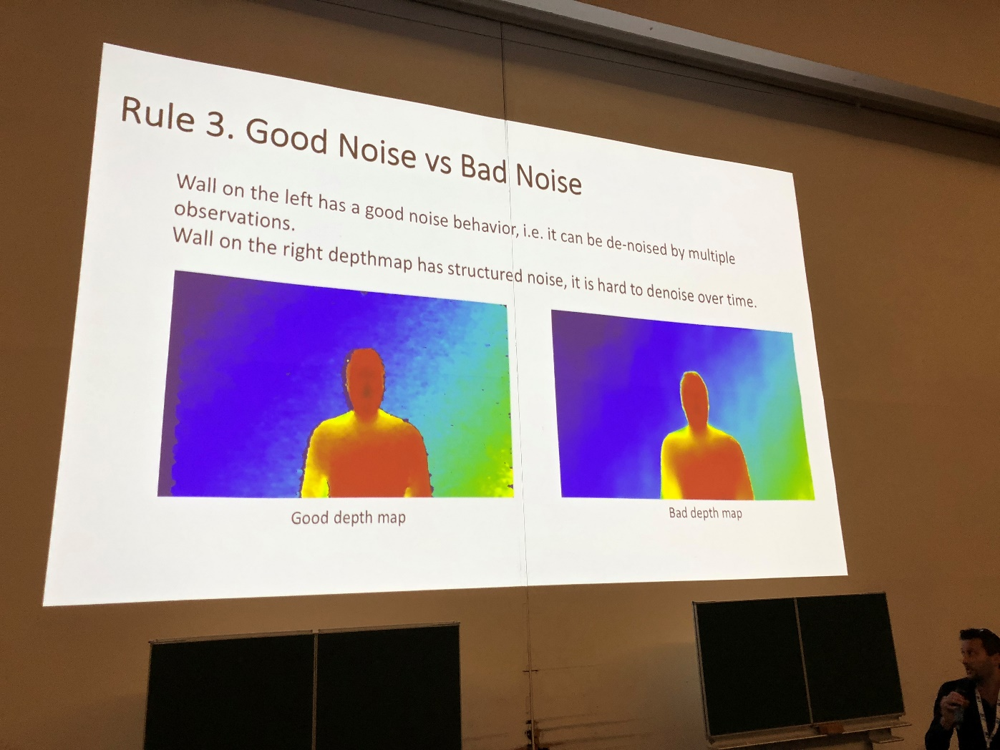 Rule 3. Good Noise vs Bad Noise
Wall on the left has a good noise behavior, i.e. it can be de-noised by multiple
observations.
Wall on the right depthmap has structured noise, it is hard to denoise over time.
Good depth map
Bad depth map